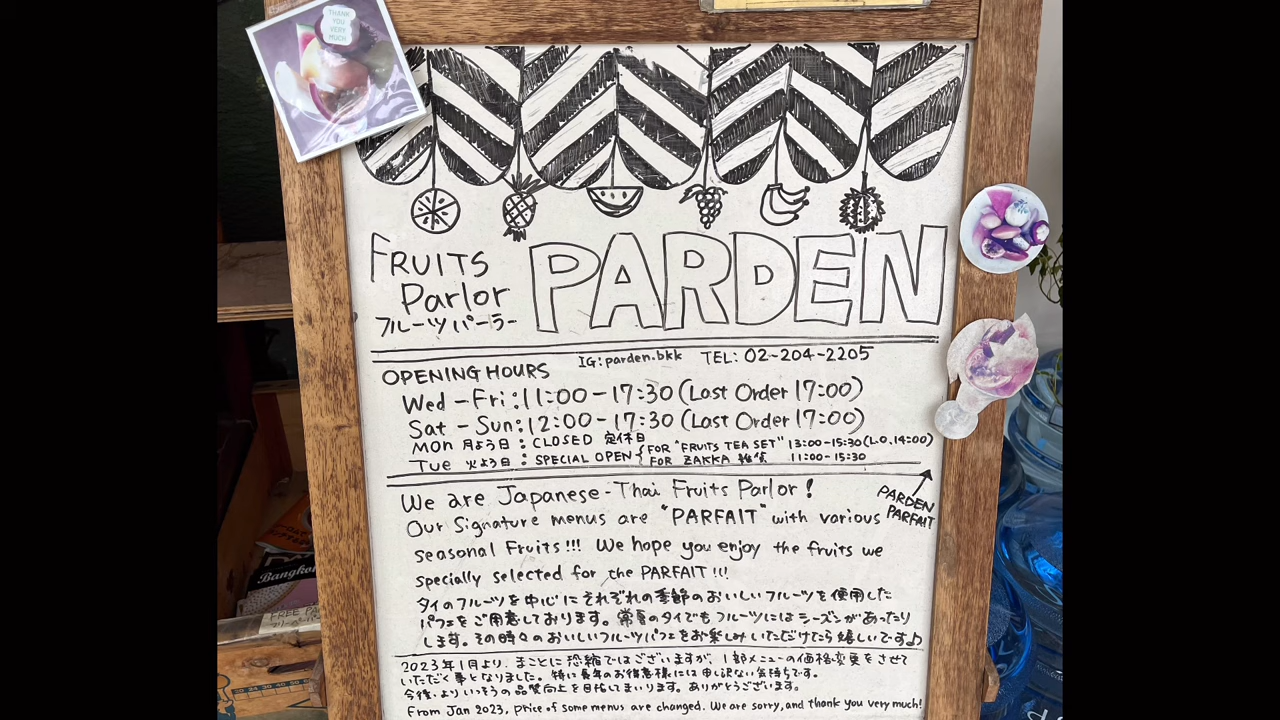 THANK
YOU
VERY
MUCH
FRUITS
Parlor
フルーツパーラー
PARDEN
IG:parden.bkk TEL: 02-204-2205
OPENING HOURS
Wed - Fri:11:00-17:30 (Last Order 17:00)
Sat - Sun:12:00-17:30 (Last Order 17:00)
Mon 月よう日: CLOSED 定休日
Tue 火よう日: SPECIAL OPEN { FOR "FRUITS TEA SET" 13:00-15:30 (L.O.14:00)
FOR ZAKKA 雑貨 11:00-15:30
PARDEN
PARFAIT
We are Japanese-Thai Fruits Parlor!
Our Signature menus are "PARFAIT" with various
seasonal Fruits!!! We hope you enjoy the fruits we
specially selected for the PARFAIT!!!
タイのフルーツを中心にそれぞれの季節のおいしいフルーツを使用した
パフェをご用意しております。常夏のタイでもフルーツにはシーズンがあったり
します。その時々のおいしいフルーツパフェをお楽しみいただけたら嬉しいです♪
2023年1月より、まことに恐縮ではございますが、1部メニューの価格変更をさせて
いただく事となりました。特に長年のお得意様には申し訳ない気持ちです。
今後、よりいっそうの品質向上を目指してまいります。ありがとうございます。
From Jan 2023, price of some menus are changed. We are sorry, and thank you very much!
Bangkok